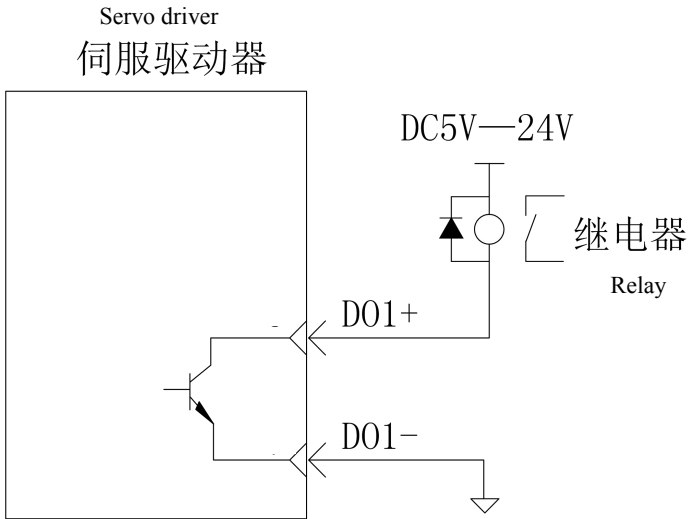 Servo driver
伺服驱动器
DC5V—24V
继电器
Relay
DO1+
DO1-